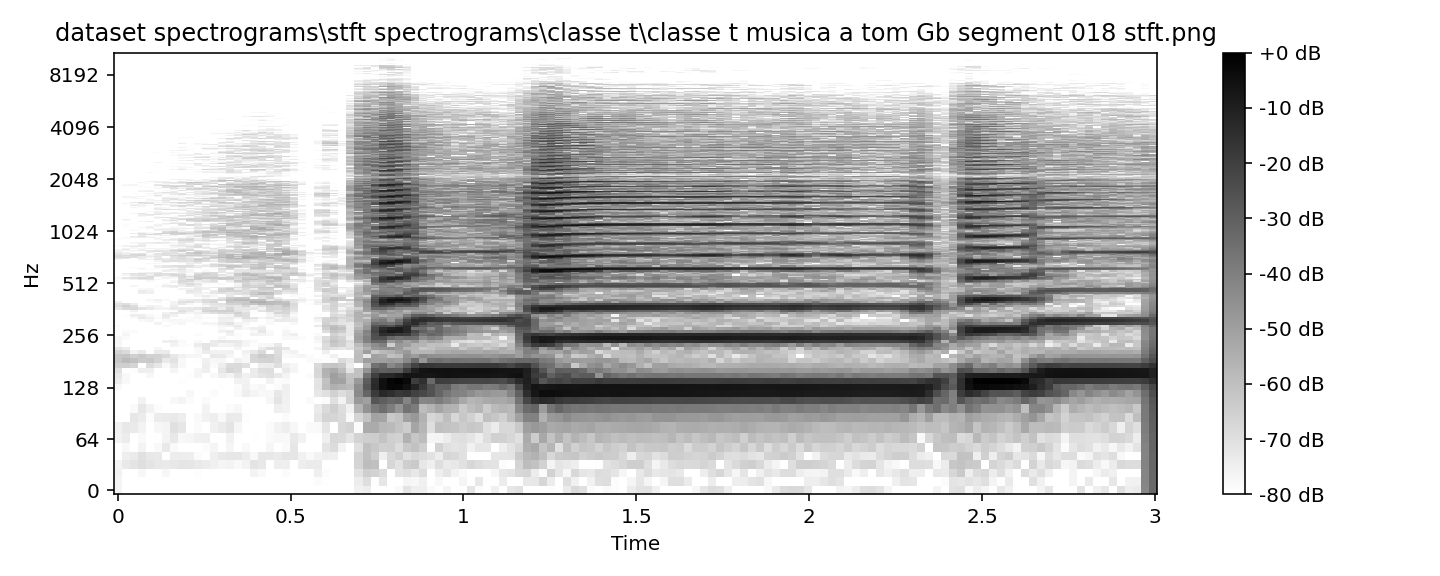 dataset spectrograms\stft spectrograms\classe t\classe t musica a tom Gb segment 018 stft.png
8192
4096
2048
1024
512
256
128
64
0
Hz
0
0.5
1
1.5
2
2.5
3
Time
+0 dB
-10 dB
-20 dB
-30 dB
-40 dB
-50 dB
-60 dB
-70 dB
-80 dB